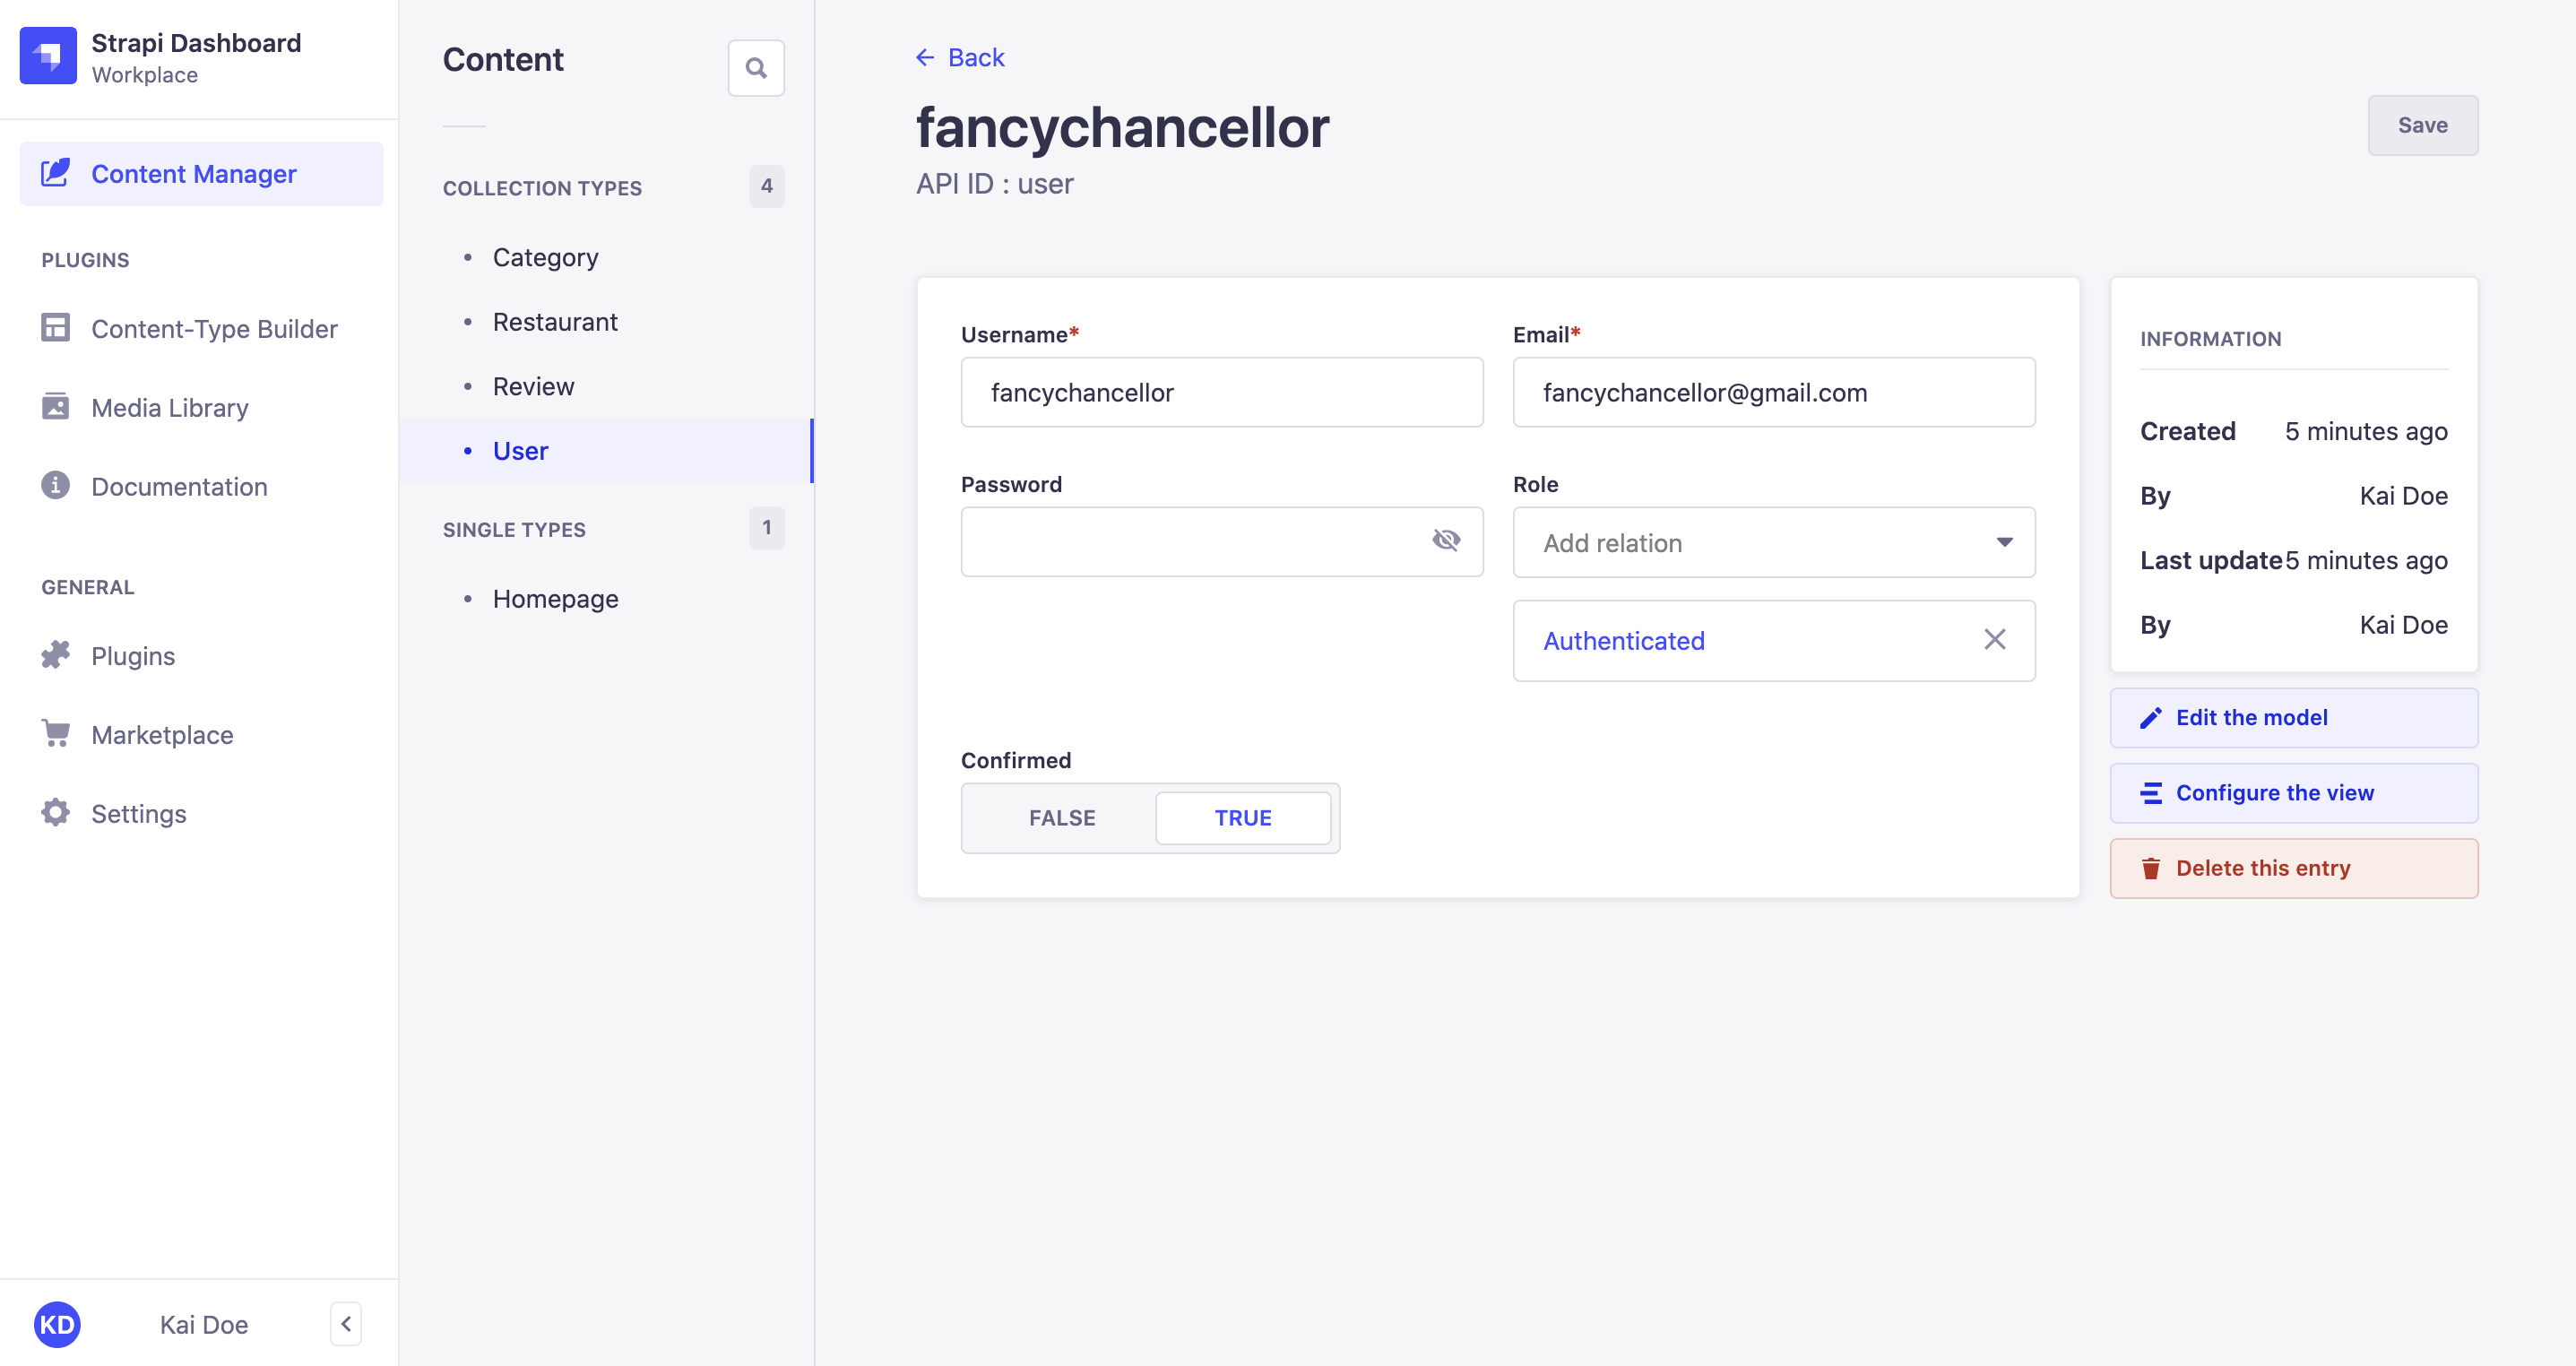 Strapi Dashboard
Workplace
Content Manager
PLUGINS
Content-Type Builder
Media Library
Documentation
GENERAL
Plugins
Marketplace
Settings
KD
Kai Doe
Content
COLLECTION TYPES 4
Category
Restaurant
Review
User
SINGLE TYPES 1
Homepage
Back
fancychancellor
API ID : user
Save
Username*
fancychancellor
Email*
fancychancellor@gmail.com
Password
Role
Add relation
Authenticated
Confirmed
FALSE TRUE
INFORMATION
Created 5 minutes ago
By Kai Doe
Last update 5 minutes ago
By Kai Doe
Edit the model
Configure the view
Delete this entry